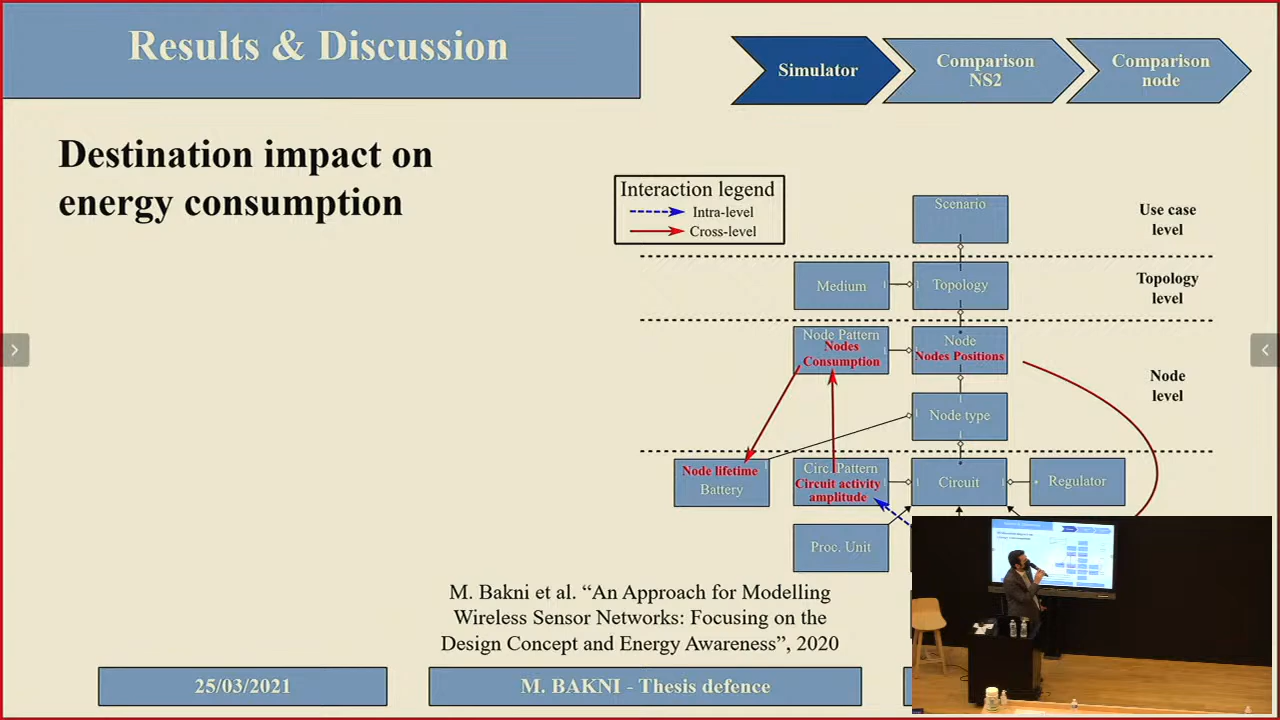 Results & Discussion
Simulator
Comparison
NS2
Comparison
node
Destination impact on
energy consumption
Interaction legend
Intra-level
Cross-level
Scenario
Use case
level
Medium
Topology
Topology
level
Node Pattern
Nodes
Consumption
Node
Nodes Positions
Node
level
Node type
Node lifetime
Battery
Circ. Pattern
Circuit activity
amplitude
Circuit
Regulator
Proc. Unit
M. Bakni et al. “An Approach for Modelling
Wireless Sensor Networks: Focusing on the
Design Concept and Energy Awareness”, 2020
25/03/2021
M. BAKNI - Thesis defence